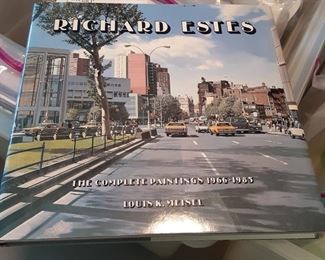 RICHARD ESTES
THE COMPLETE PAINTINGS 1966-1985
LOUIS K. MEISEL